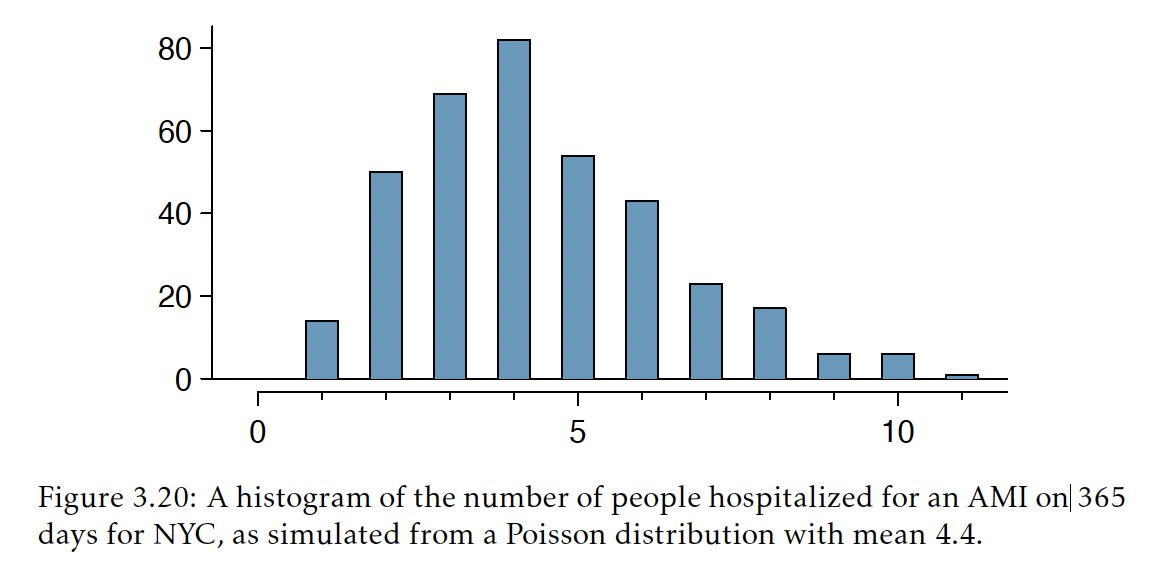 80
60
40
20
0
0 5 10
Figure 3.20: A histogram of the number of people hospitalized for an AMI on 365
days for NYC, as simulated from a Poisson distribution with mean 4.4.